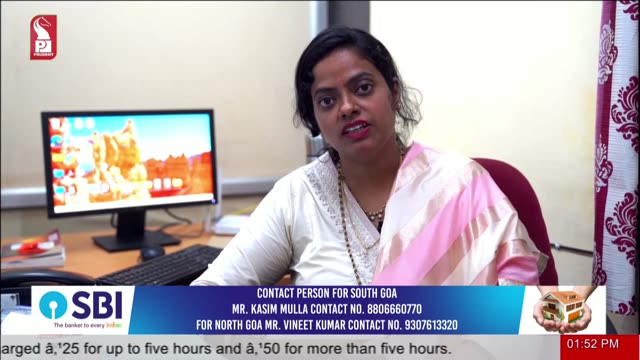 PRUDENT
CONTACT PERSON FOR SOUTH GOA
MR. KASIM MULLA CONTACT NO. 8806660770
FOR NORTH GOA MR. VINEET KUMAR CONTACT NO. 9307613320
SBI
The banker to every Indian
arged â,¹25 for up to five hours and â,¹50 for more than five hours.
01:52 PM